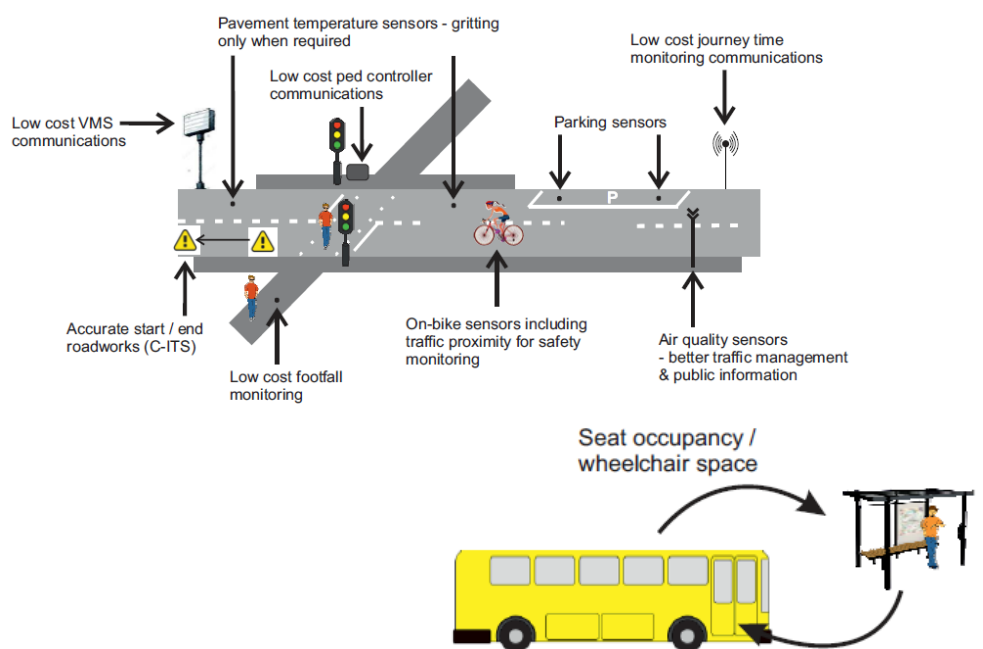 Pavement temperature sensors - gritting
only when required
Low cost ped controller
communications
Low cost journey time
monitoring communications
Low cost VMS
communications
Parking sensors
P
Accurate start / end
roadworks (C-ITS)
Low cost footfall
monitoring
On-bike sensors including
traffic proximity for safety
monitoring
Air quality sensors
- better traffic management
& public information
Seat occupancy /
wheelchair space